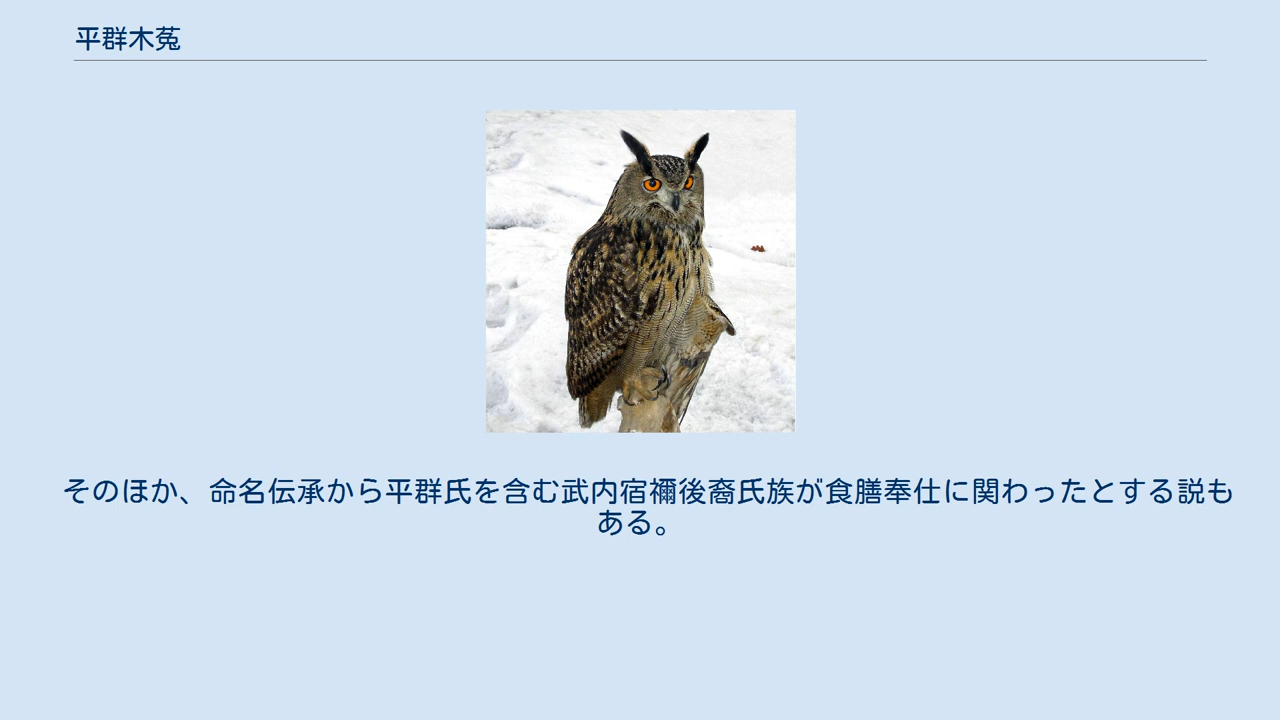 平群木菟
そのほか、命名伝承から平群氏を含む武内宿禰後裔氏族が食膳奉仕に関わったとする説も
ある。